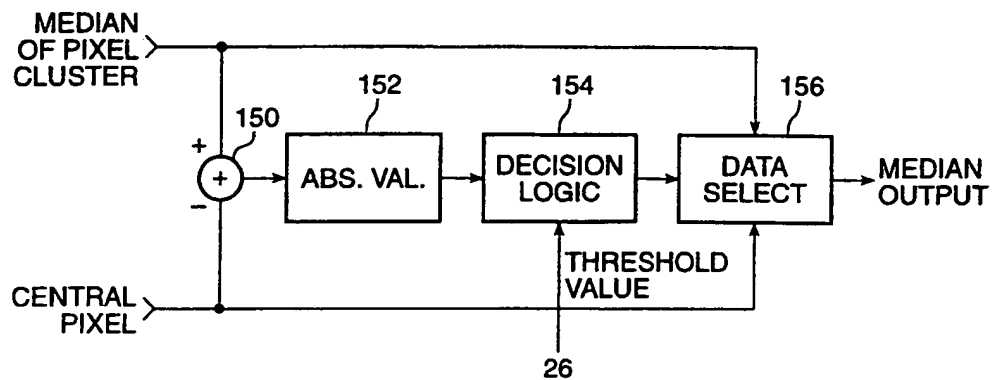 MEDIAN
OF PIXEL
CLUSTER
150
+
+
−
152
ABS. VAL.
154
DECISION
LOGIC
156
DATA
SELECT
MEDIAN
OUTPUT
THRESHOLD
VALUE
CENTRAL
PIXEL
26